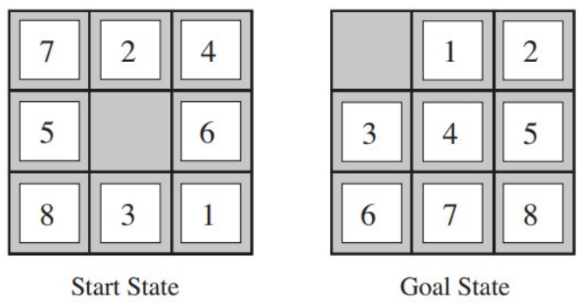 7 2 4
5 6
8 3 1
Start State
1 2
3 4 5
6 7 8
Goal State